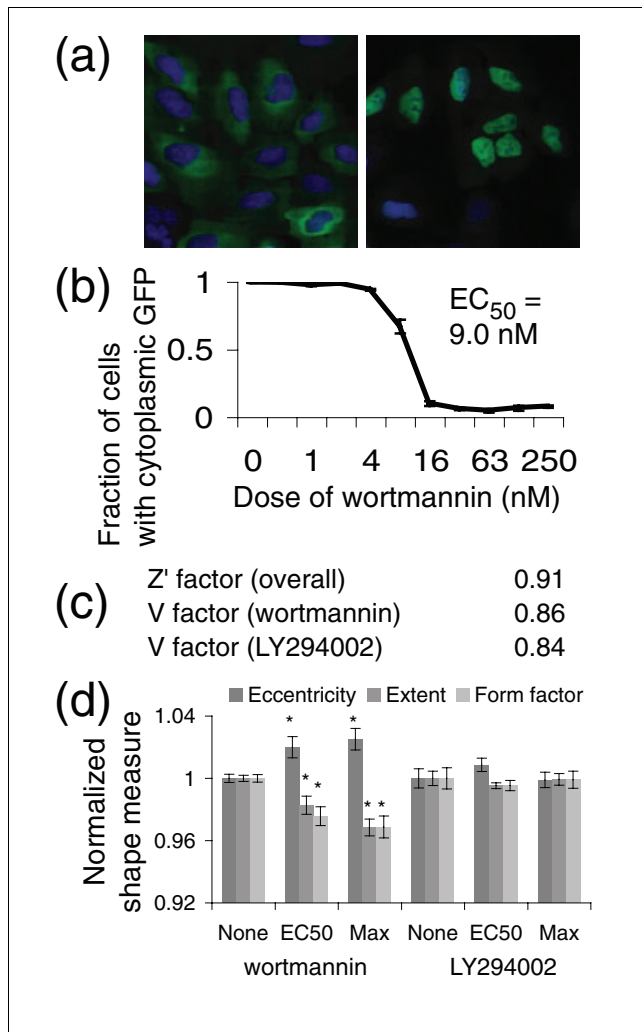 (a)
(b)
Fraction of cells
with cytoplasmic GFP
1
0.5
0
EC50 =
9.0 nM
0 1 4 16 63 250
Dose of wortmannin (nM)
(c)
Z' factor (overall) 0.91
V factor (wortmannin) 0.86
V factor (LY294002) 0.84
(d)
Normalized
shape measure
Eccentricity Extent Form factor
1.04
1
0.96
0.92
* * * * * *
None EC50 Max None EC50 Max
wortmannin LY294002